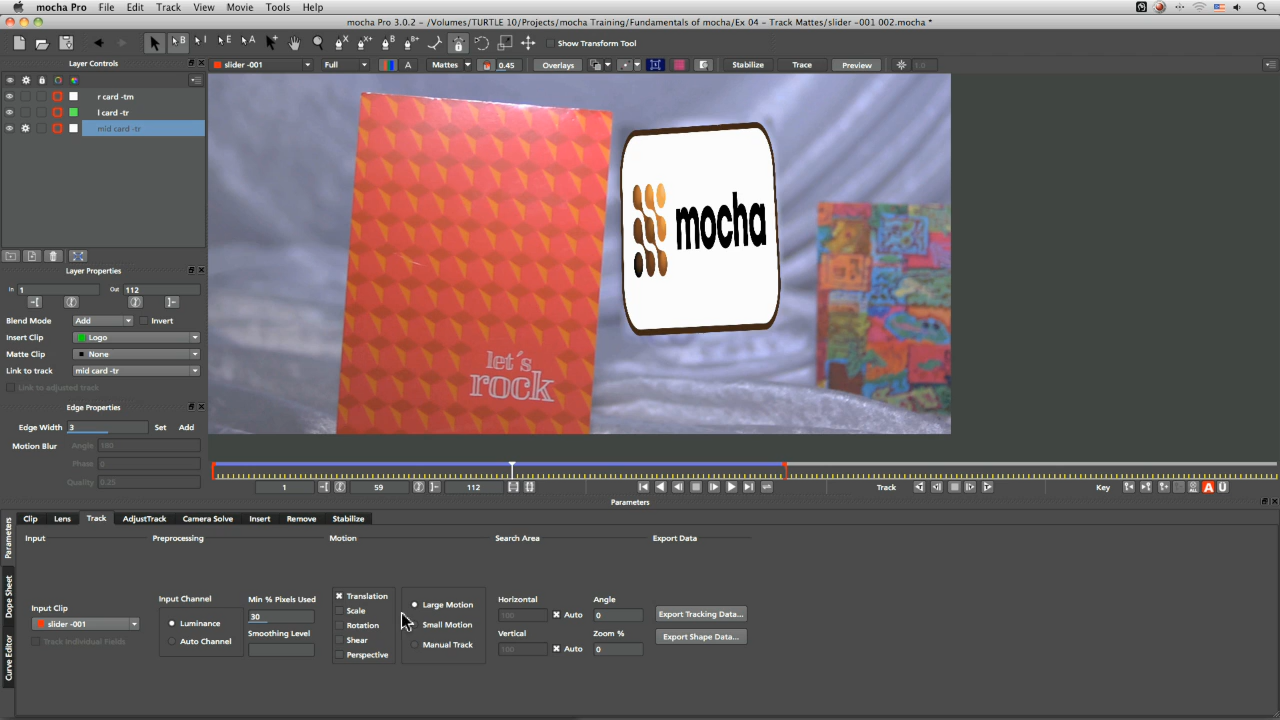 mocha Pro File Edit Track View Movie Tools Help
mocha Pro 3.0.2 - /Volumes/TURTLE 10/Projects/mocha Training/Fundamentals of mocha/Ex 04 - Track Mattes/slider -001 002.mocha *
Show Transform Tool
Layer Controls
slider -001 Full A Mattes 0.45 Overlays Stabilize Trace Preview 1.0
r card -tm
l card -tr
mid card -tr
mocha
let's
rock
Layer Properties
In 1 Out 112
Blend Mode Add Invert
Insert Clip Logo
Matte Clip None
Link to track mid card -tr
Link to adjusted track
Edge Properties
Edge Width 3 Set Add
Motion Blur Angle 180
Phase 0
Quality 0.25
1 59 112 Track Key A U
Parameters
Parameters
Dope Sheet
Curve Editor
Clip Lens Track AdjustTrack Camera Solve Insert Remove Stabilize
Input Preprocessing Motion Search Area Export Data
Input Clip
slider -001
Track Individual Fields
Input Channel
Luminance
Auto Channel
Min % Pixels Used
30
Smoothing Level
Translation
Scale
Rotation
Shear
Perspective
Large Motion
Small Motion
Manual Track
Horizontal Angle
100 Auto 0
Vertical Zoom %
100 Auto 0
Export Tracking Data...
Export Shape Data...